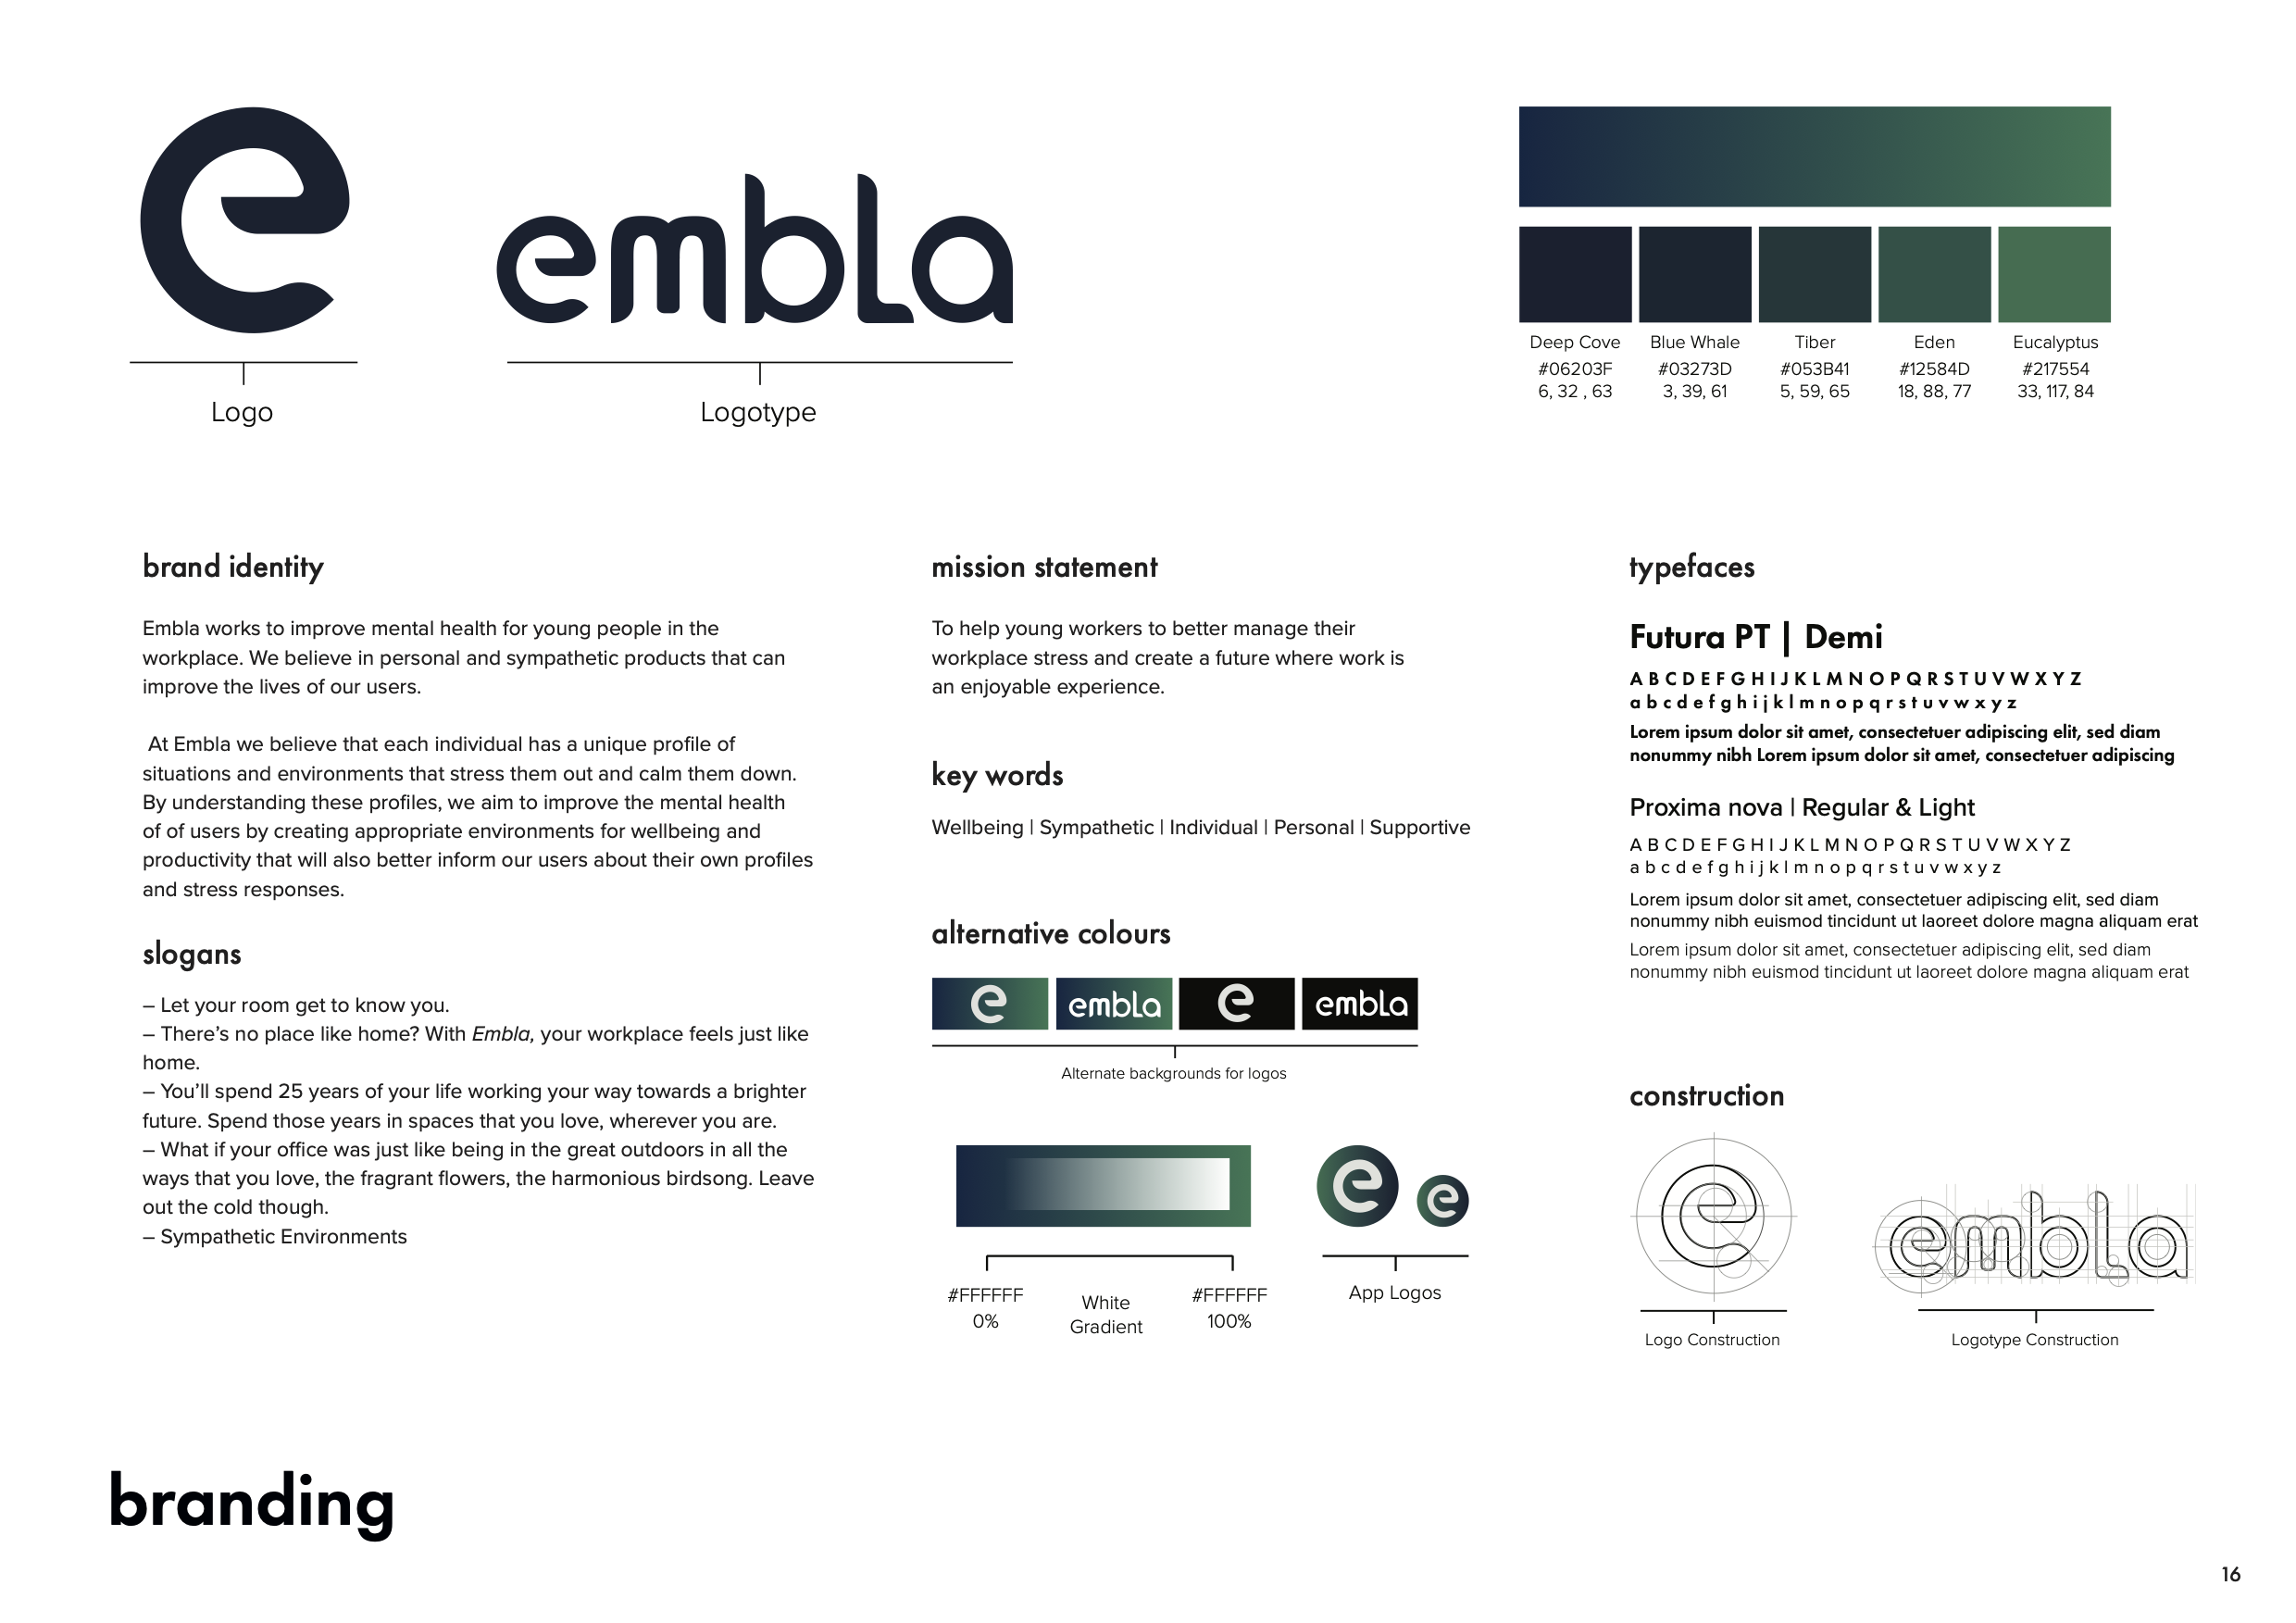 e
embla
Logo
Logotype
Deep Cove
#06203F
6, 32 , 63
Blue Whale
#03273D
3, 39, 61
Tiber
#053B41
5, 59, 65
Eden
#12584D
18, 88, 77
Eucalyptus
#217554
33, 117, 84
brand identity
Embla works to improve mental health for young people in the
workplace. We believe in personal and sympathetic products that can
improve the lives of our users.
At Embla we believe that each individual has a unique profile of
situations and environments that stress them out and calm them down.
By understanding these profiles, we aim to improve the mental health
of of users by creating appropriate environments for wellbeing and
productivity that will also better inform our users about their own profiles
and stress responses.
slogans
– Let your room get to know you.
– There’s no place like home? With Embla, your workplace feels just like
home.
– You’ll spend 25 years of your life working your way towards a brighter
future. Spend those years in spaces that you love, wherever you are.
– What if your office was just like being in the great outdoors in all the
ways that you love, the fragrant flowers, the harmonious birdsong. Leave
out the cold though.
– Sympathetic Environments
mission statement
To help young workers to better manage their
workplace stress and create a future where work is
an enjoyable experience.
key words
Wellbeing | Sympathetic | Individual | Personal | Supportive
alternative colours
e
embla
e
embla
Alternate backgrounds for logos
#FFFFFF
0%
White
Gradient
#FFFFFF
100%
e
e
App Logos
typefaces
Futura PT | Demi
A B C D E F G H I J K L M N O P Q R S T U V W X Y Z
a b c d e f g h i j k l m n o p q r s t u v w x y z
Lorem ipsum dolor sit amet, consectetuer adipiscing elit, sed diam
nonummy nibh Lorem ipsum dolor sit amet, consectetuer adipiscing
Proxima nova | Regular & Light
A B C D E F G H I J K L M N O P Q R S T U V W X Y Z
a b c d e f g h i j k l m n o p q r s t u v w x y z
Lorem ipsum dolor sit amet, consectetuer adipiscing elit, sed diam
nonummy nibh euismod tincidunt ut laoreet dolore magna aliquam erat
Lorem ipsum dolor sit amet, consectetuer adipiscing elit, sed diam
nonummy nibh euismod tincidunt ut laoreet dolore magna aliquam erat
construction
e
embla
Logo Construction
Logotype Construction
branding
16